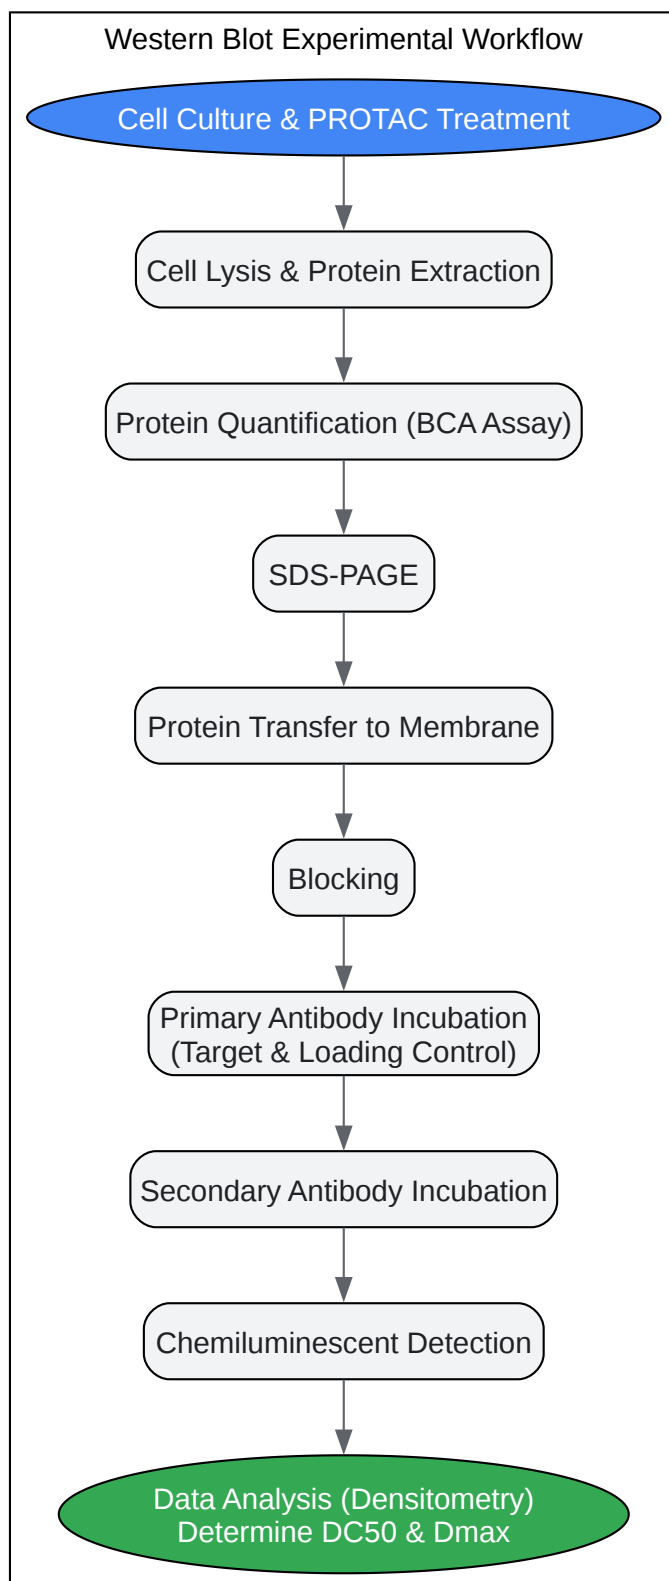 Western Blot Experimental Workflow
Cell Culture & PROTAC Treatment
Cell Lysis & Protein Extraction
Protein Quantification (BCA Assay)
SDS-PAGE
Protein Transfer to Membrane
Blocking
Primary Antibody Incubation
(Target & Loading Control)
Secondary Antibody Incubation
Chemiluminescent Detection
Data Analysis (Densitometry)
Determine DC50 & Dmax